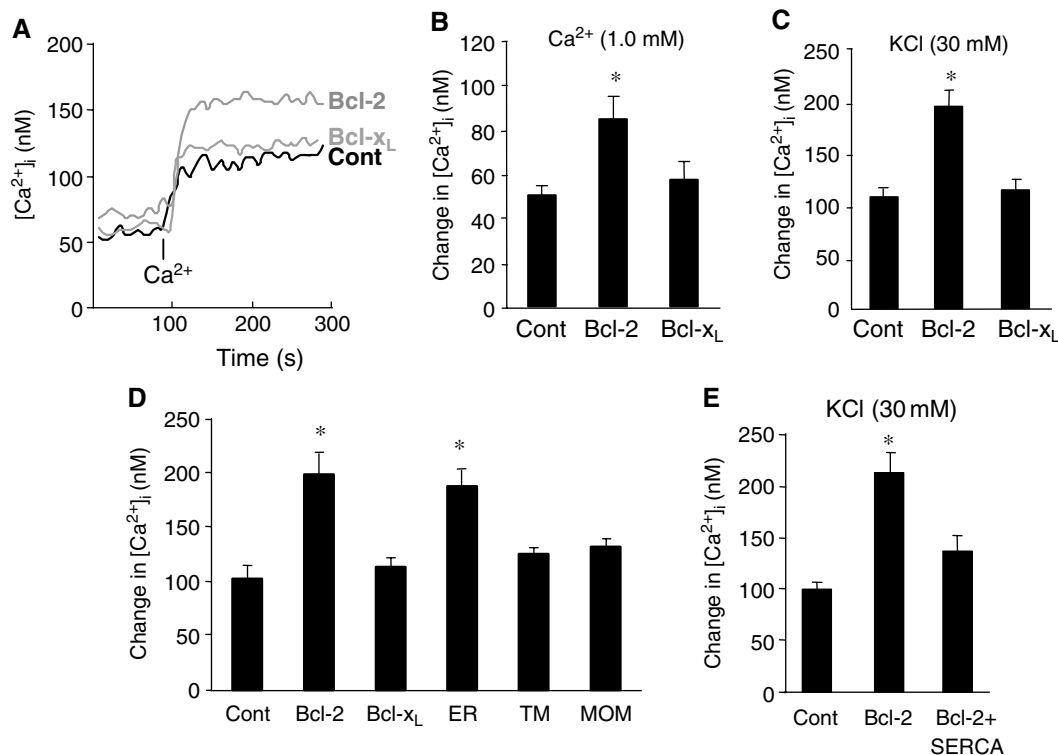 A
200
150
100
50
0
[Ca²⁺]ᵢ (nM)
Bcl-2
Bcl-xL
Cont
Ca²⁺
100 200 300
Time (s)
B
Ca²⁺ (1.0 mM)
120
100
80
60
40
20
0
Change in [Ca²⁺]ᵢ (nM)
*
Cont Bcl-2 Bcl-xL
C
KCl (30 mM)
250
200
150
100
50
0
Change in [Ca²⁺]ᵢ (nM)
*
Cont Bcl-2 Bcl-xL
D
250
200
150
100
50
0
Change in [Ca²⁺]ᵢ (nM)
* *
Cont Bcl-2 Bcl-xL ER TM MOM
E
KCl (30 mM)
250
200
150
100
50
0
Change in [Ca²⁺]ᵢ (nM)
*
Cont Bcl-2 Bcl-2+
SERCA